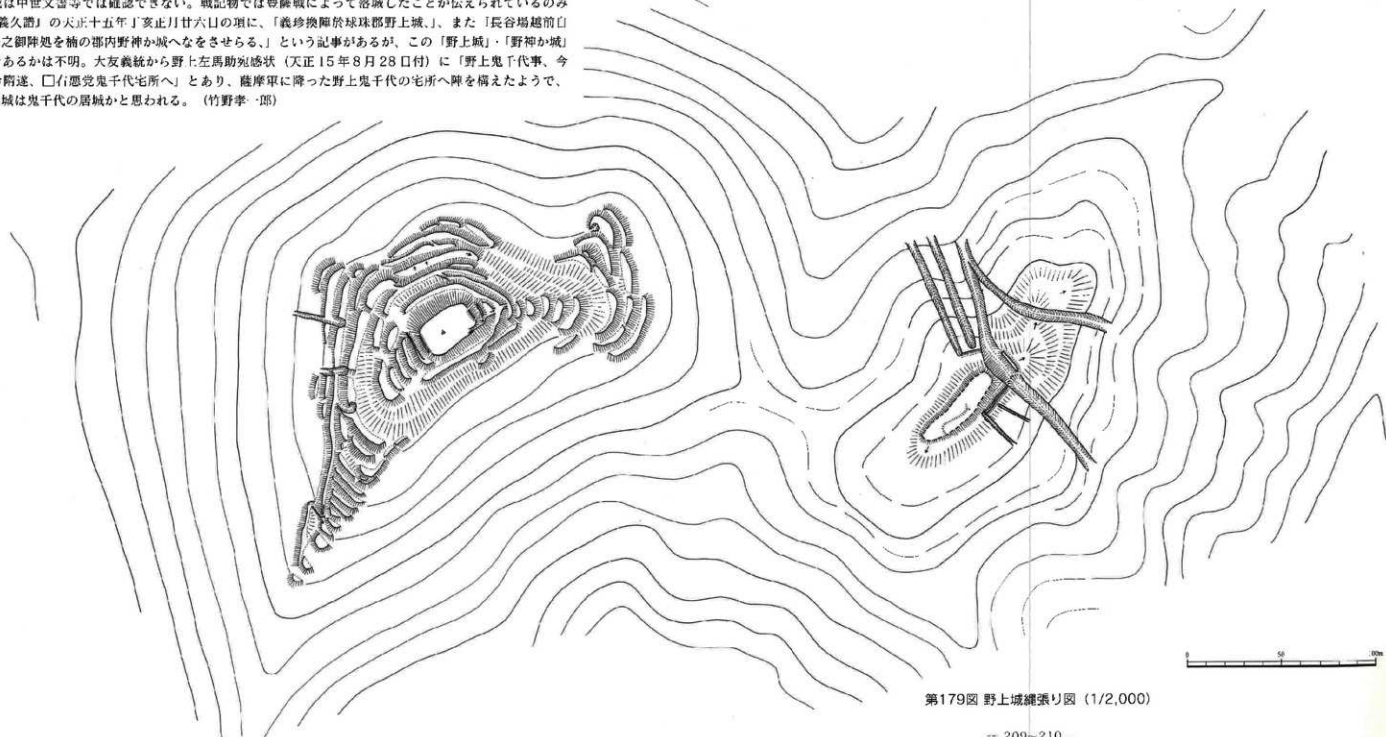 城は中世文書等では確認できない。戦記物では豊薩戦によって落城したことが伝えられているのみ
義久譜』の天正十五年丁亥正月廿六日の項に、「義珍換陣於球珠郡野上城、」、また「長谷場越前自
之御陣処を楠の郡内野神か城へなをさせらる、」という記事があるが、この「野上城」・「野神か城」
あるかは不明。大友義統から野上左馬助宛感状（天正15年8月28日付）に「野上鬼千代事、今
隋遂、□石悪党鬼千代宅所へ」とあり、薩摩軍に降った野上鬼千代の宅所へ陣を構えたようで、
城は鬼千代の居城かと思われる。（竹野孝一郎）
0 50 100m
第179図 野上城縄張り図（1/2,000）
― 209~210 ―